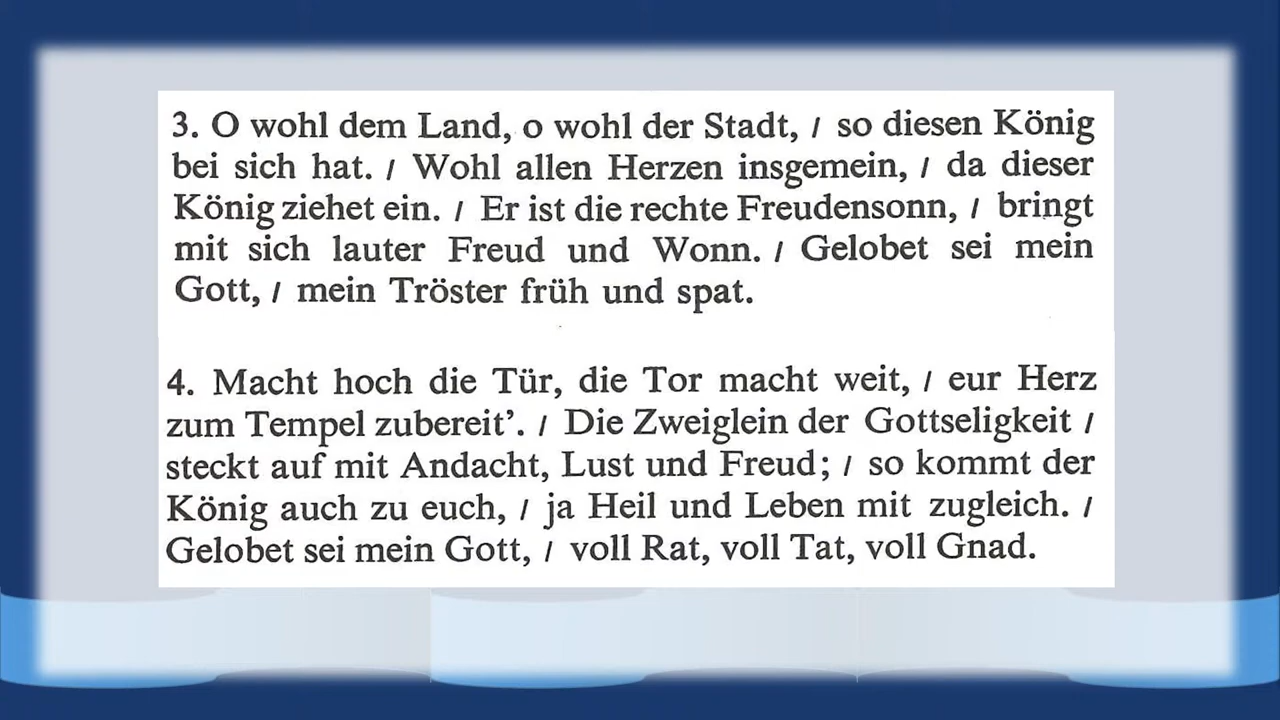 3. O wohl dem Land, o wohl der Stadt, / so diesen König
bei sich hat. / Wohl allen Herzen insgemein, / da dieser
König ziehet ein. / Er ist die rechte Freudensonn, / bringt
mit sich lauter Freud und Wonn. / Gelobet sei mein
Gott, / mein Tröster früh und spat.
4. Macht hoch die Tür, die Tor macht weit, / eur Herz
zum Tempel zubereit’. / Die Zweiglein der Gottseligkeit /
steckt auf mit Andacht, Lust und Freud; / so kommt der
König auch zu euch, / ja Heil und Leben mit zugleich. /
Gelobet sei mein Gott, / voll Rat, voll Tat, voll Gnad.